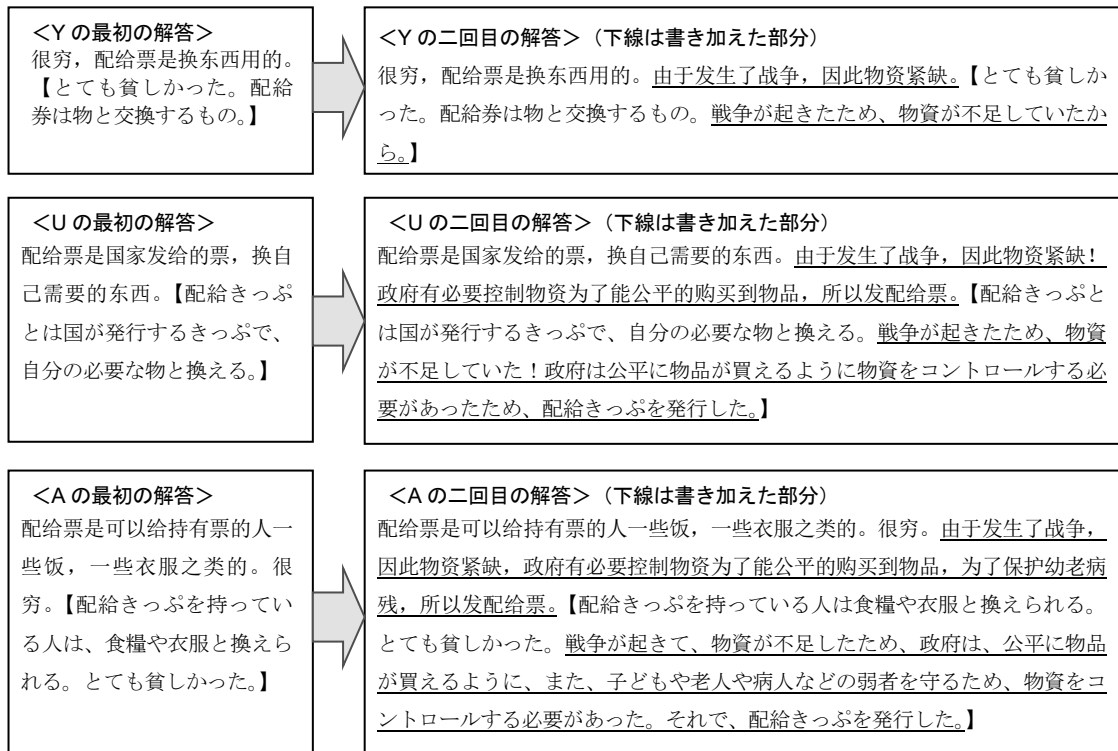 ＜Y の最初の解答＞
很穷，配给票是换东西用的。
【とても貧しかった。配給
券は物と交換するもの。】
＜Y の二回目の解答＞（下線は書き加えた部分）
很穷，配给票是换东西用的。由于发生了战争，因此物资紧缺。【とても貧しか
った。配給券は物と交換するもの。戦争が起きたため、物資が不足していたか
ら。】
＜U の最初の解答＞
配给票是国家发给的票，换自
己需要的东西。【配給きっぷ
とは国が発行するきっぷで、
自分の必要な物と換える。】
＜U の二回目の解答＞（下線は書き加えた部分）
配给票是国家发给的票，换自己需要的东西。由于发生了战争，因此物资紧缺！
政府有必要控制物资为了能公平的购买到物品，所以发配给票。【配給きっぷと
は国が発行するきっぷで、自分の必要な物と換える。戦争が起きたため、物資
が不足していた！政府は公平に物品が買えるように物資をコントロールする必
要があったため、配給きっぷを発行した。】
＜A の最初の解答＞
配给票是可以给持有票的人一
些饭，一些衣服之类的。很
穷。【配給きっぷを持ってい
る人は、食糧や衣服と換えら
れる。とても貧しかった。】
＜A の二回目の解答＞（下線は書き加えた部分）
配给票是可以给持有票的人一些饭，一些衣服之类的。很穷。由于发生了战争，
因此物资紧缺，政府有必要控制物资为了能公平的购买到物品，为了保护幼老病
残，所以发配给票。【配給きっぷを持っている人は食糧や衣服と換えられる。
とても貧しかった。戦争が起きて、物資が不足したため、政府は、公平に物品
が買えるように、また、子どもや老人や病人などの弱者を守るため、物資をコ
ントロールする必要があった。それで、配給きっぷを発行した。】